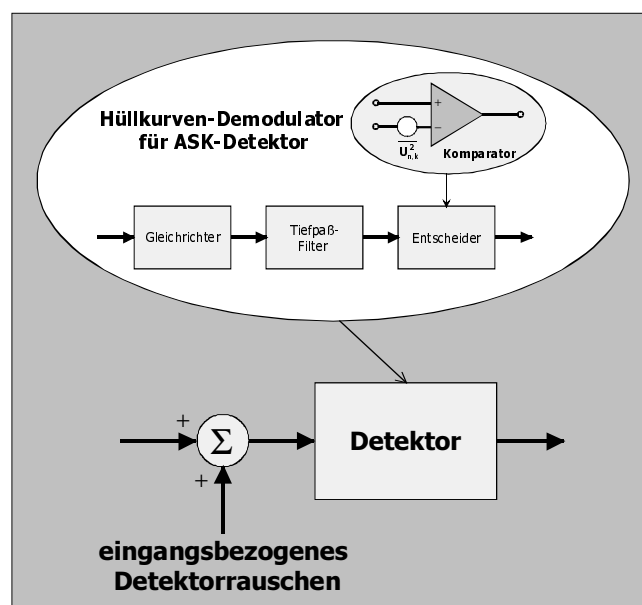 Hüllkurven-Demodulator
für ASK-Detektor
+
−
U²n,k
Komparator
Gleichrichter
Tiefpaß-
Filter
Entscheider
+
Σ
+
Detektor
eingangsbezogenes
Detektorrauschen